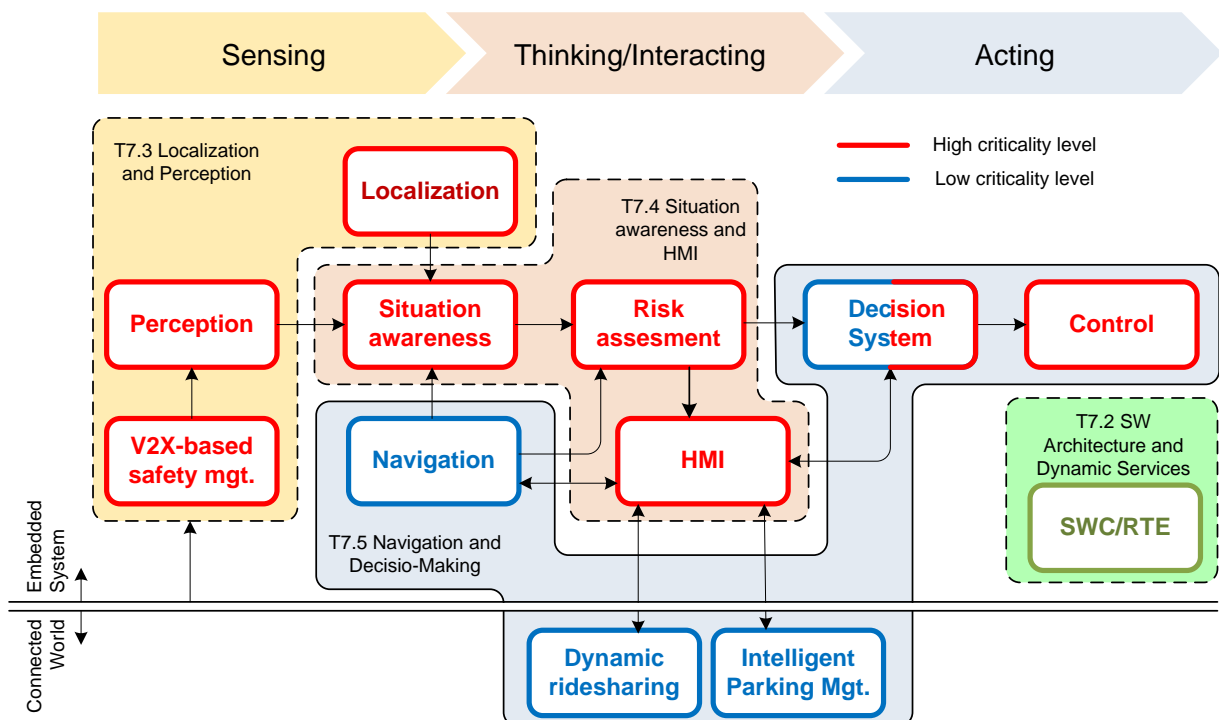 Sensing
Thinking/Interacting
Acting
T7.3 Localization
and Perception
Localization
High criticality level
Low criticality level
T7.4 Situation
awareness and
HMI
Perception
Situation
awareness
Risk
assesment
Decision
System
Control
V2X-based
safety mgt.
Navigation
HMI
T7.2 SW
Architecture and
Dynamic Services
SWC/RTE
T7.5 Navigation and
Decisio-Making
Embedded
System
Connected
World
Dynamic
ridesharing
Intelligent
Parking Mgt.